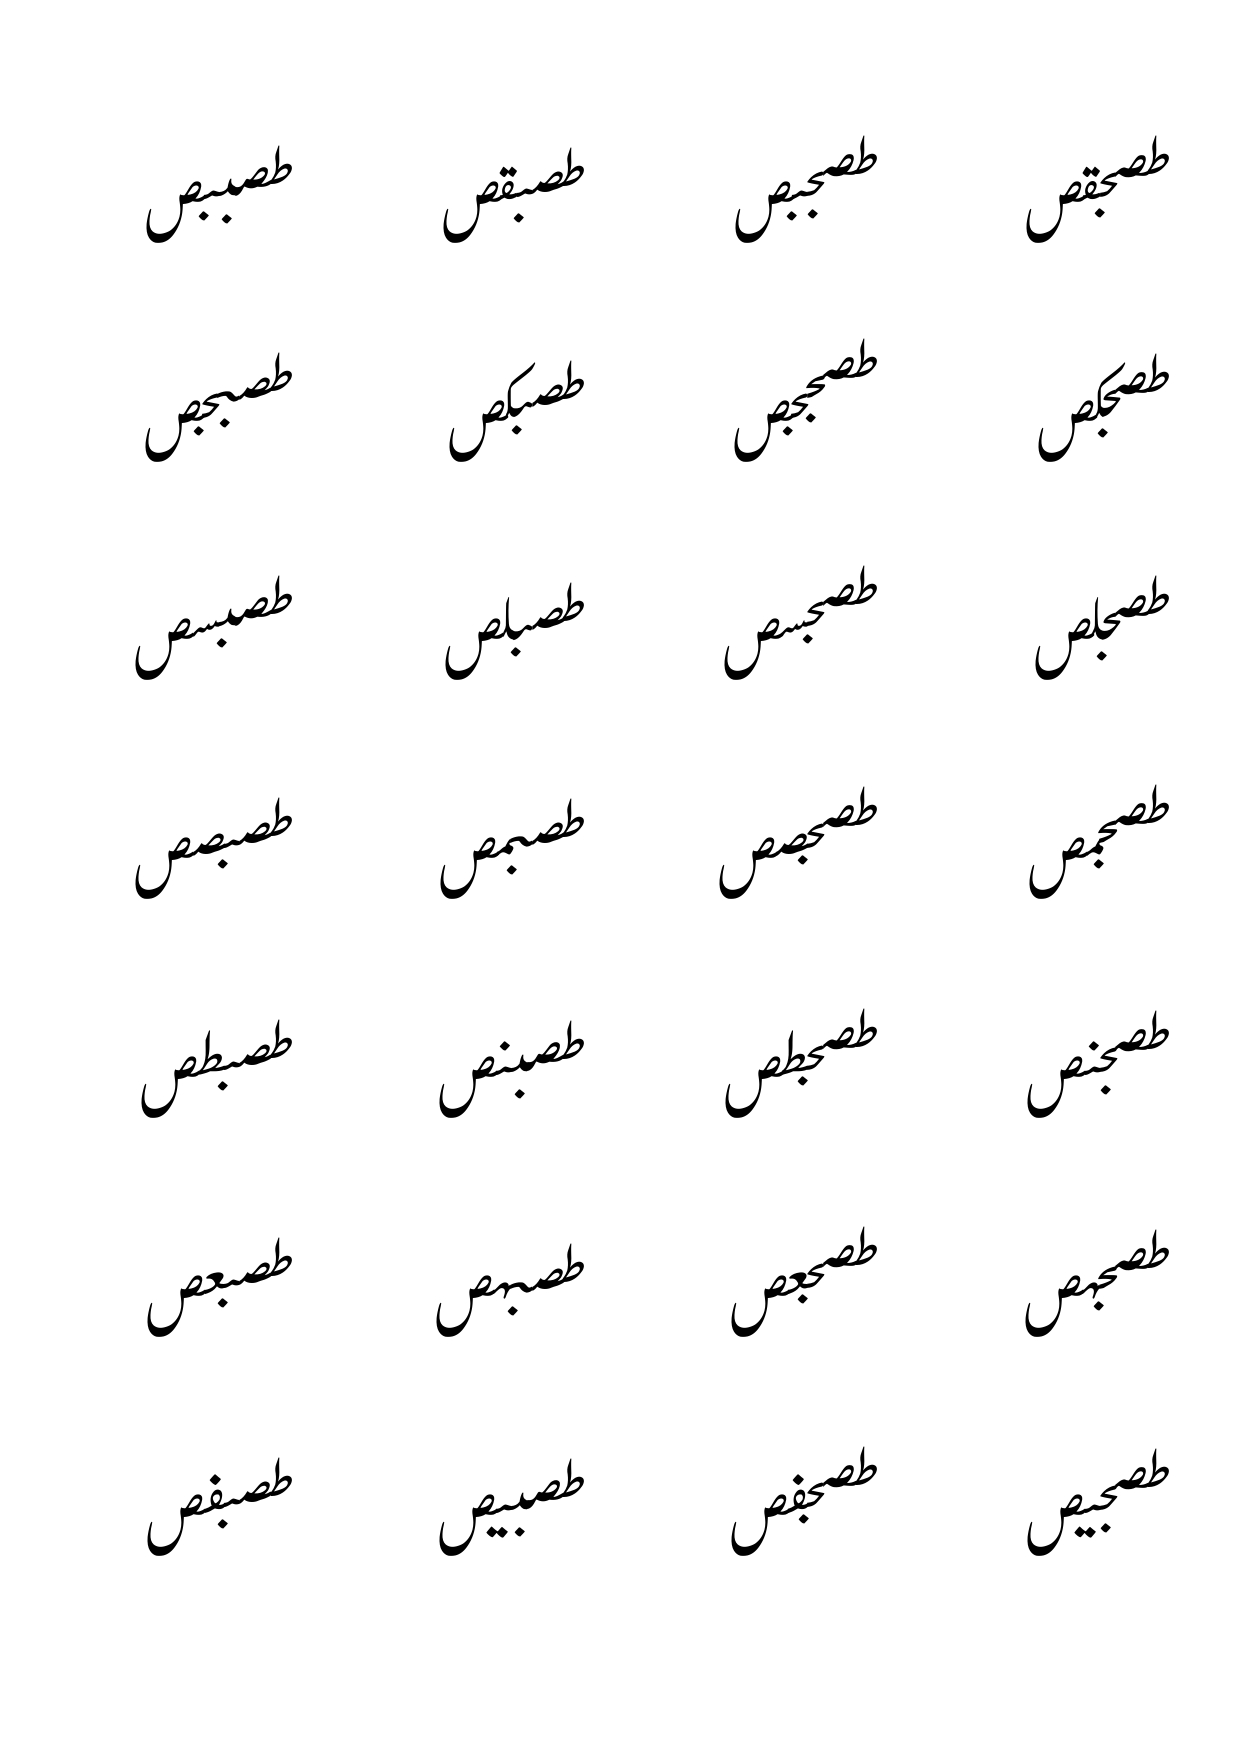 طصجقص طصجبص طصبقص طصببص
طصجكص طصججص طصبكص طصبجص
طصجلص طصجسص طصبلص طصبسص
طصجمص طصجصص طصبمص طصبصص
طصجنص طصجطص طصبنص طصبطص
طصجهص طصجعص طصبهص طصبعص
طصجيص طصجفص طصبيص طصبفص